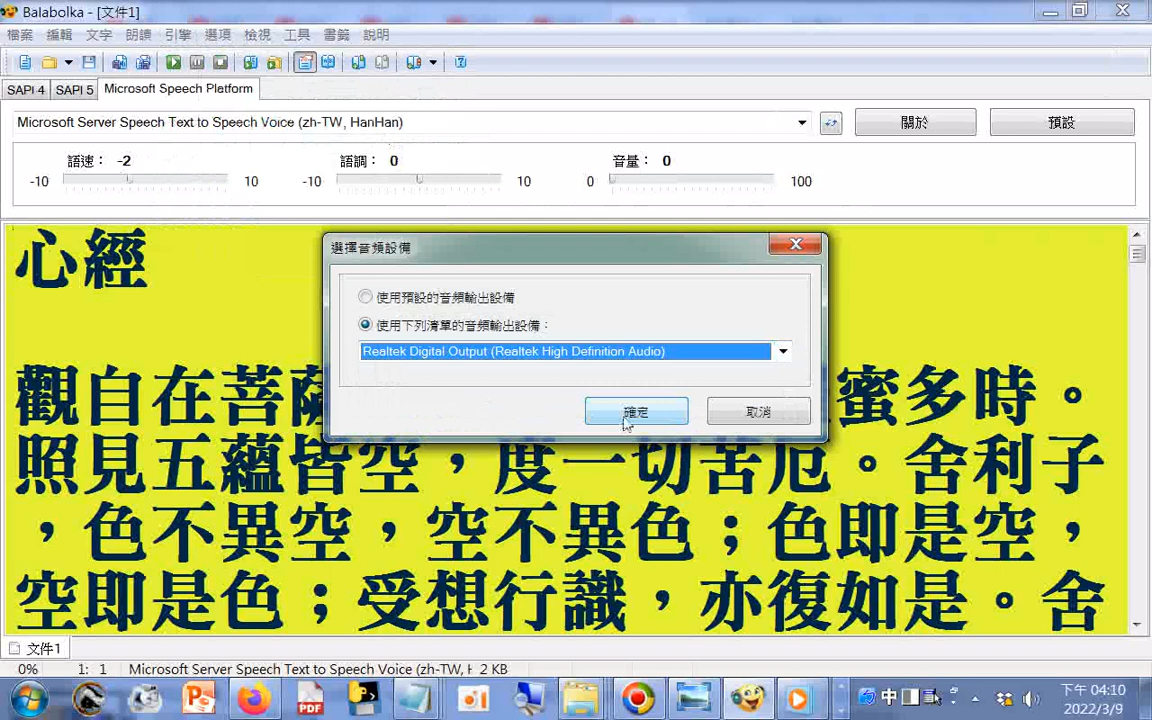 Balabolka - [文件1]
檔案 編輯 文字 朗讀 引擎 選項 檢視 工具 書籤 說明
SAPI 4 SAPI 5 Microsoft Speech Platform
Microsoft Server Speech Text to Speech Voice (zh-TW, HanHan)
關於 預設
語速： -2 語調： 0 音量： 0
-10 10 -10 10 0 100
選擇音頻設備
使用預設的音頻輸出設備
使用下列清單的音頻輸出設備：
Realtek Digital Output (Realtek High Definition Audio)
確定 取消
心經
觀自在菩薩 蜜多時。
照見五蘊皆空，度一切苦厄。舍利子
，色不異空，空不異色；色即是空，
空即是色；受想行識，亦復如是。舍
文件1
0% 1: 1 Microsoft Server Speech Text to Speech Voice (zh-TW, H 2 KB
中
下午 04:10
2022/3/9